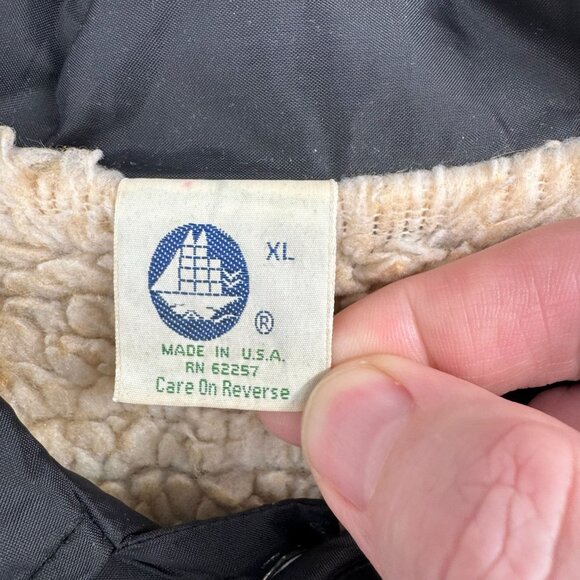 XL
®
MADE IN U.S.A.
RN 62257
Care On Reverse